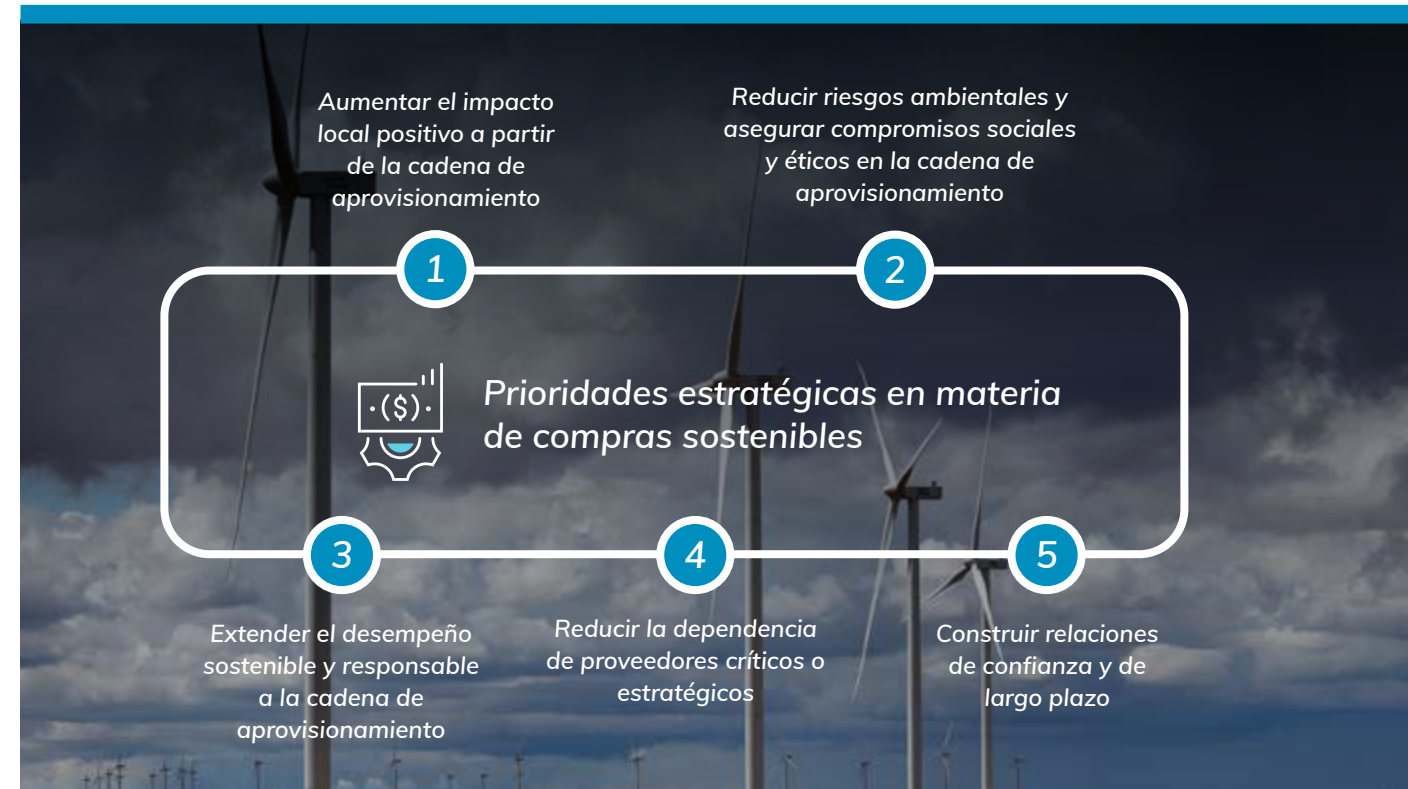 Aumentar el impacto
local positivo a partir
de la cadena de
aprovisionamiento
Reducir riesgos ambientales y
asegurar compromisos sociales
y éticos en la cadena de
aprovisionamiento
1
2
($)
Prioridades estratégicas en materia
de compras sostenibles
3
4
5
Extender el desempeño
sostenible y responsable
a la cadena de
aprovisionamiento
Reducir la dependencia
de proveedores críticos o
estratégicos
Construir relaciones
de confianza y de
largo plazo